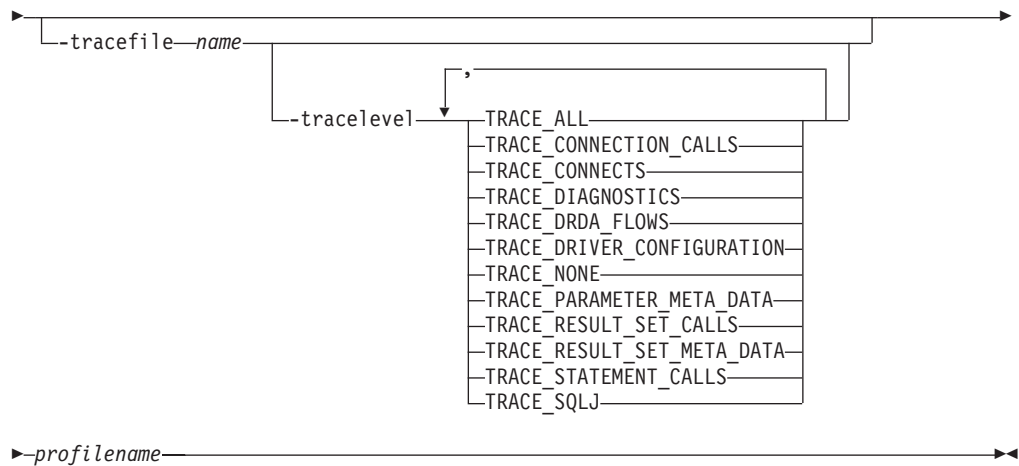 -tracefile name
,
-tracelevel TRACE_ALL
TRACE_CONNECTION_CALLS
TRACE_CONNECTS
TRACE_DIAGNOSTICS
TRACE_DRDA_FLOWS
TRACE_DRIVER_CONFIGURATION
TRACE_NONE
TRACE_PARAMETER_META_DATA
TRACE_RESULT_SET_CALLS
TRACE_RESULT_SET_META_DATA
TRACE_STATEMENT_CALLS
TRACE_SQLJ
profilename